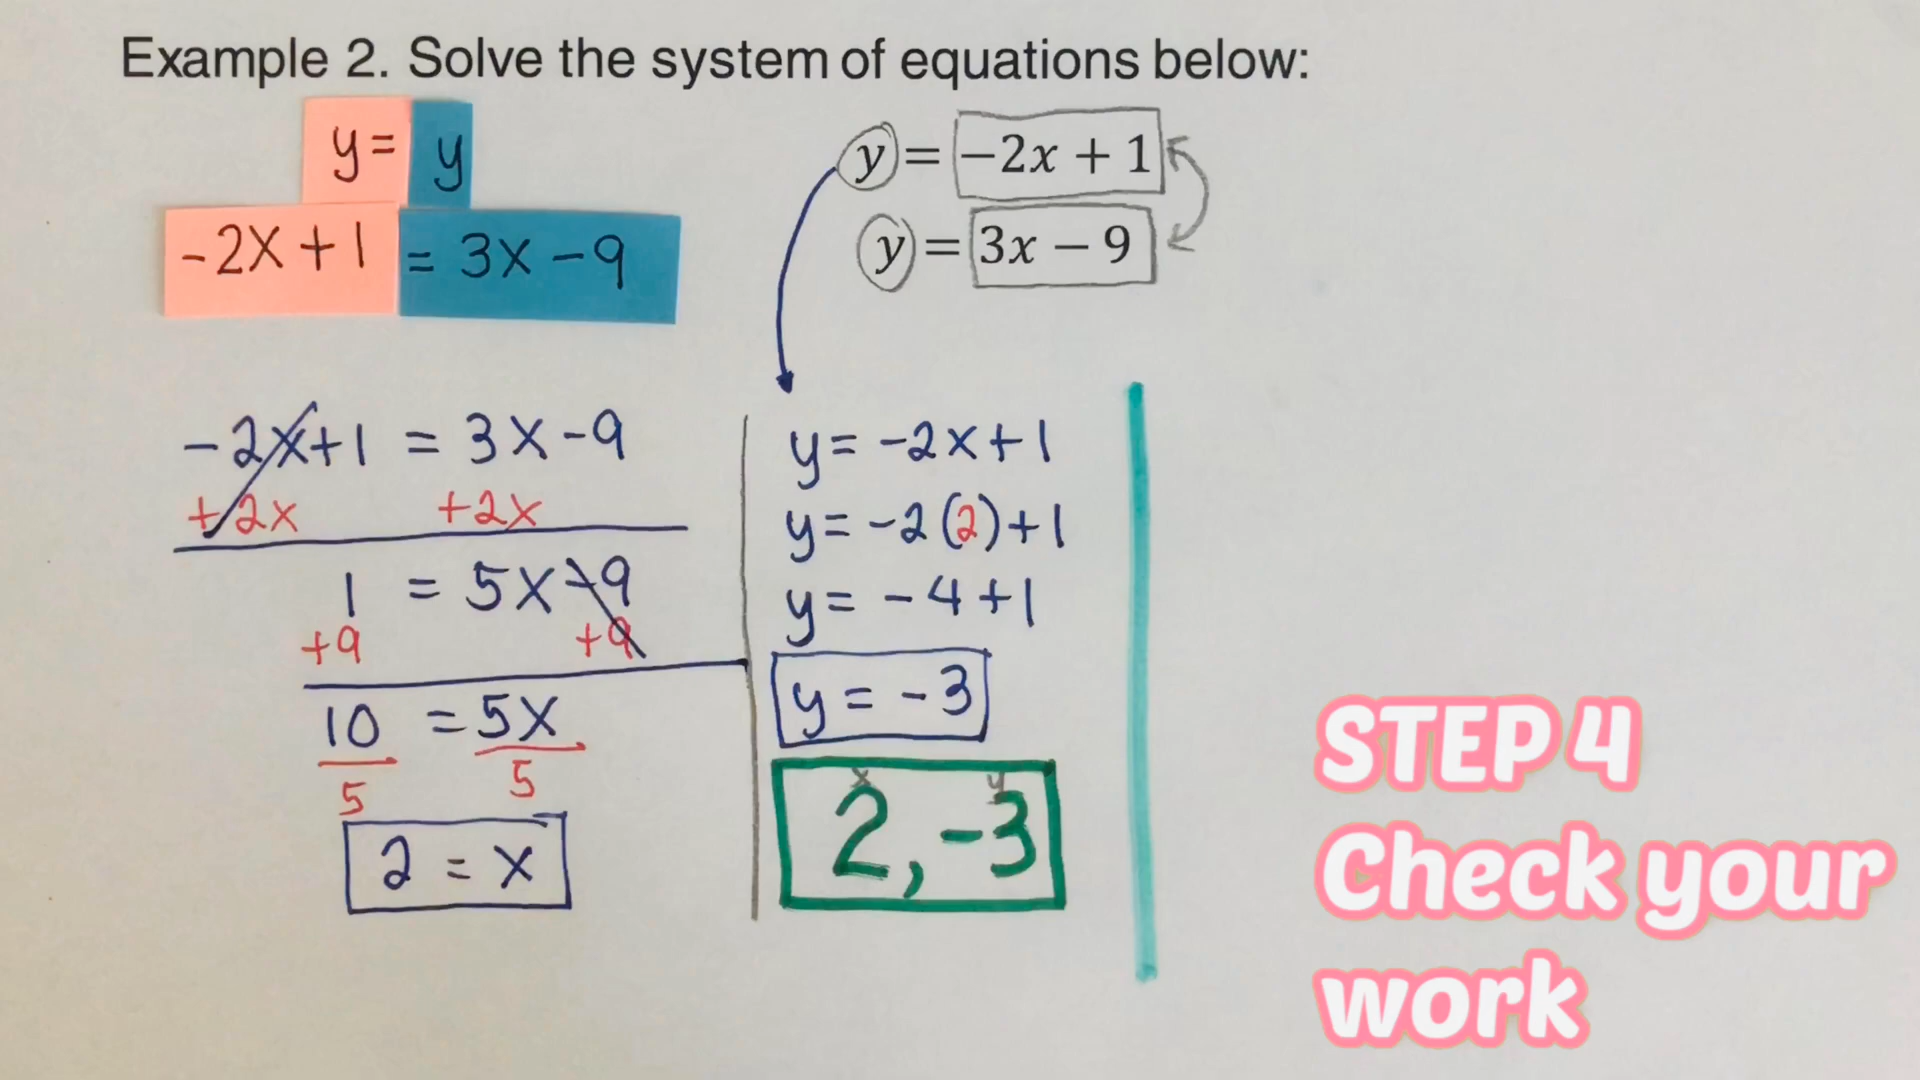 Example 2. Solve the system of equations below:
y = y
-2x + 1 = 3x - 9
y = −2x + 1
y = 3x − 9
-2x + 1 = 3x - 9
+2x +2x
1 = 5x - 9
+9 +9
10 = 5x
5 5
2 = x
y = -2x + 1
y = -2(2) + 1
y = -4 + 1
y = -3
x y
2, -3
STEP 4
Check your
work